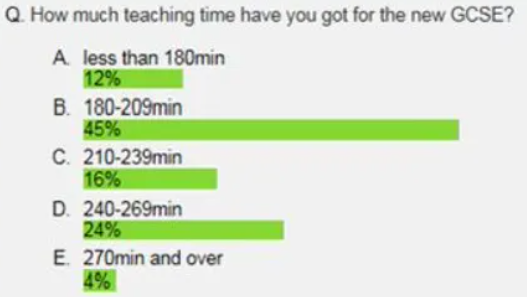 Q. How much teaching time have you got for the new GCSE?
A. less than 180min
12%
B. 180-209min
45%
C. 210-239min
16%
D. 240-269min
24%
E. 270min and over
4%